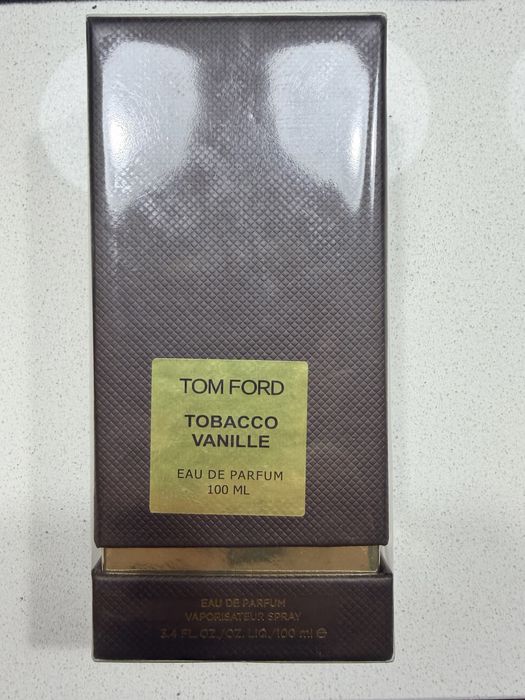 TOM FORD
TOBACCO
VANILLE
EAU DE PARFUM
100 ML
EAU DE PARFUM
VAPORISATEUR SPRAY
3.4 FL.OZ./OZ. LIQ./100 ml ℮